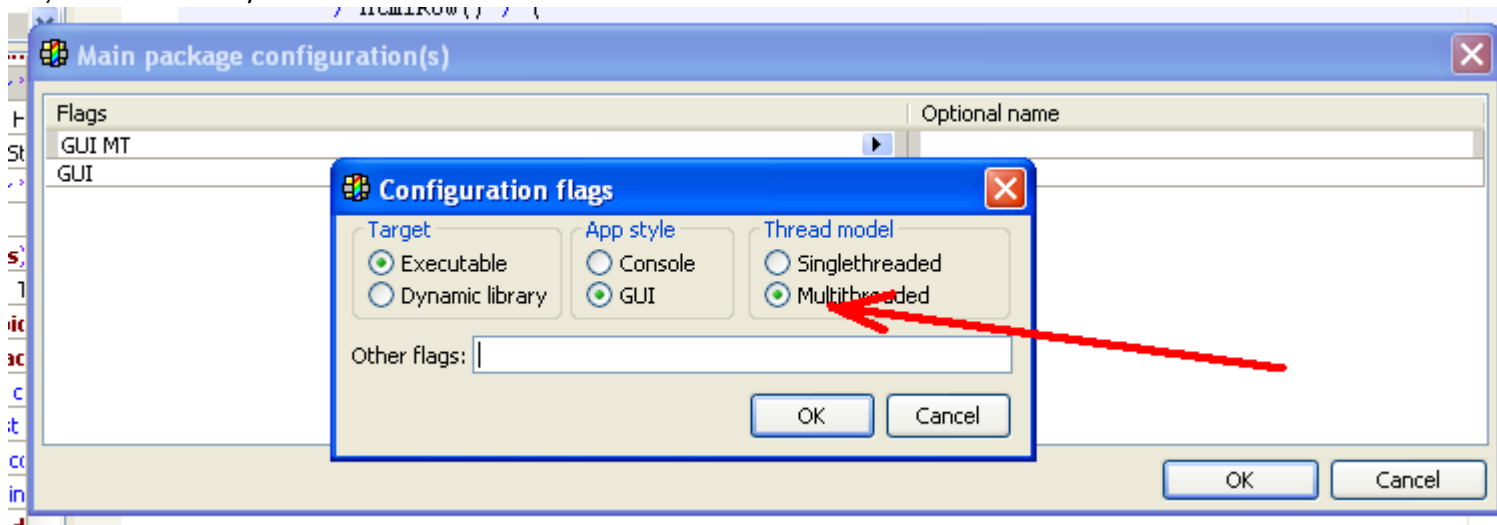 htmlRow()
Main package configuration(s)
Flags Optional name
GUI MT
GUI
Configuration flags
Target App style Thread model
Executable Console Singlethreaded
Dynamic library GUI Multithreaded
Other flags:
OK Cancel
OK Cancel